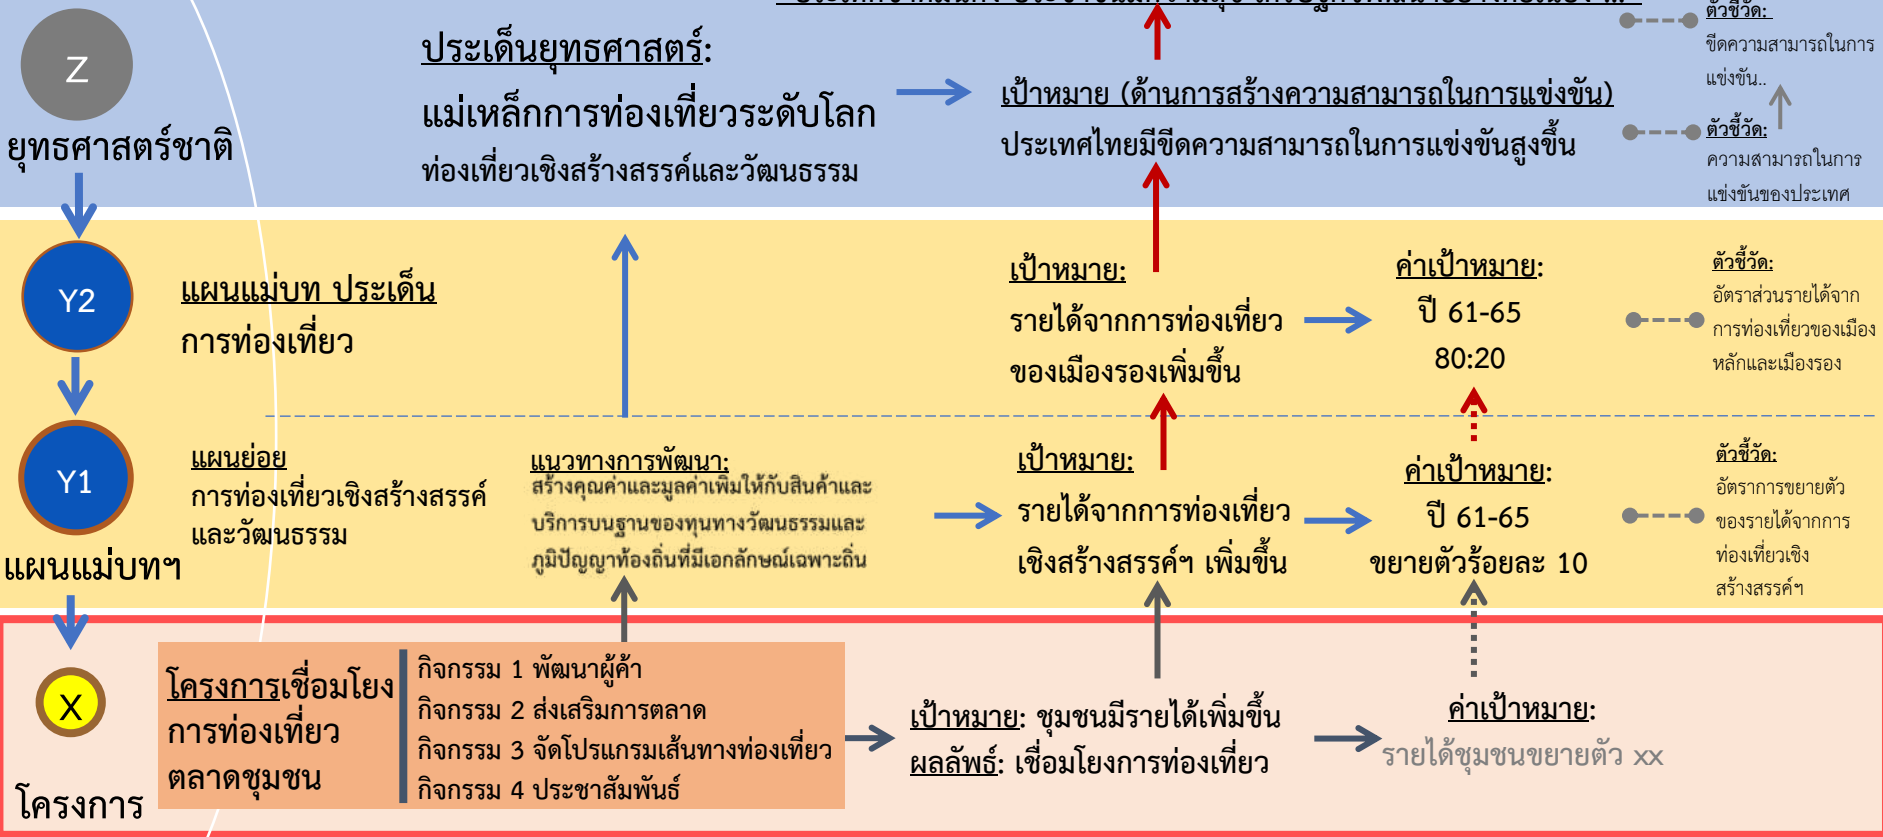 ตัวชี้วัด:
ขีดความสามารถในการ
แข่งขัน..
Z
ยุทธศาสตร์ชาติ
ประเด็นยุทธศาสตร์:
แม่เหล็กการท่องเที่ยวระดับโลก
ท่องเที่ยวเชิงสร้างสรรค์และวัฒนธรรม
เป้าหมาย (ด้านการสร้างความสามารถในการแข่งขัน)
ประเทศไทยมีขีดความสามารถในการแข่งขันสูงขึ้น
ตัวชี้วัด:
ความสามารถในการ
แข่งขันของประเทศ
Y2
แผนแม่บท ประเด็น
การท่องเที่ยว
เป้าหมาย:
รายได้จากการท่องเที่ยว
ของเมืองรองเพิ่มขึ้น
ค่าเป้าหมาย:
ปี 61-65
80:20
ตัวชี้วัด:
อัตราส่วนรายได้จาก
การท่องเที่ยวของเมือง
หลักและเมืองรอง
Y1
แผนแม่บทฯ
แผนย่อย
การท่องเที่ยวเชิงสร้างสรรค์
และวัฒนธรรม
แนวทางการพัฒนา:
สร้างคุณค่าและมูลค่าเพิ่มให้กับสินค้าและ
บริการบนฐานของทุนทางวัฒนธรรมและ
ภูมิปัญญาท้องถิ่นที่มีเอกลักษณ์เฉพาะถิ่น
เป้าหมาย:
รายได้จากการท่องเที่ยว
เชิงสร้างสรรค์ฯ เพิ่มขึ้น
ค่าเป้าหมาย:
ปี 61-65
ขยายตัวร้อยละ 10
ตัวชี้วัด:
อัตราการขยายตัว
ของรายได้จากการ
ท่องเที่ยวเชิง
สร้างสรรค์ฯ
X
โครงการ
โครงการเชื่อมโยง
การท่องเที่ยว
ตลาดชุมชน
กิจกรรม 1 พัฒนาผู้ค้า
กิจกรรม 2 ส่งเสริมการตลาด
กิจกรรม 3 จัดโปรแกรมเส้นทางท่องเที่ยว
กิจกรรม 4 ประชาสัมพันธ์
เป้าหมาย: ชุมชนมีรายได้เพิ่มขึ้น
ผลลัพธ์: เชื่อมโยงการท่องเที่ยว
ค่าเป้าหมาย:
รายได้ชุมชนขยายตัว xx